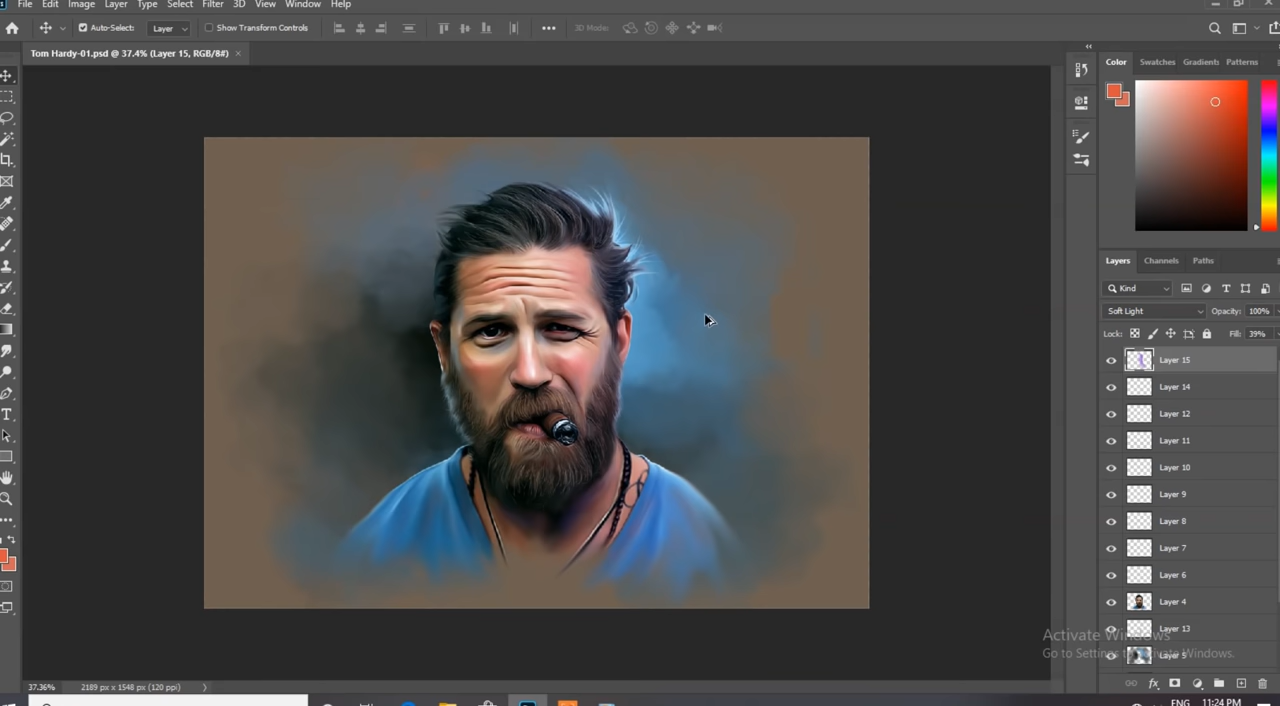 File Edit Image Layer Type Select Filter 3D View Window Help
Auto-Select: Layer Show Transform Controls 3D Mode:
Tom Hardy-01.psd @ 37.4% (Layer 15, RGB/8#) ×
Color Swatches Gradients Patterns
Layers Channels Paths
Kind
Soft Light Opacity: 100%
Lock: Fill: 39%
Layer 15
Layer 14
Layer 12
Layer 11
Layer 10
Layer 9
Layer 8
Layer 7
Layer 6
Layer 4
Layer 13
Layer 5
Activate Windows
Go to Settings to activate Windows.
37.36% 2189 px x 1548 px (120 ppi)
ENG 11:24 PM